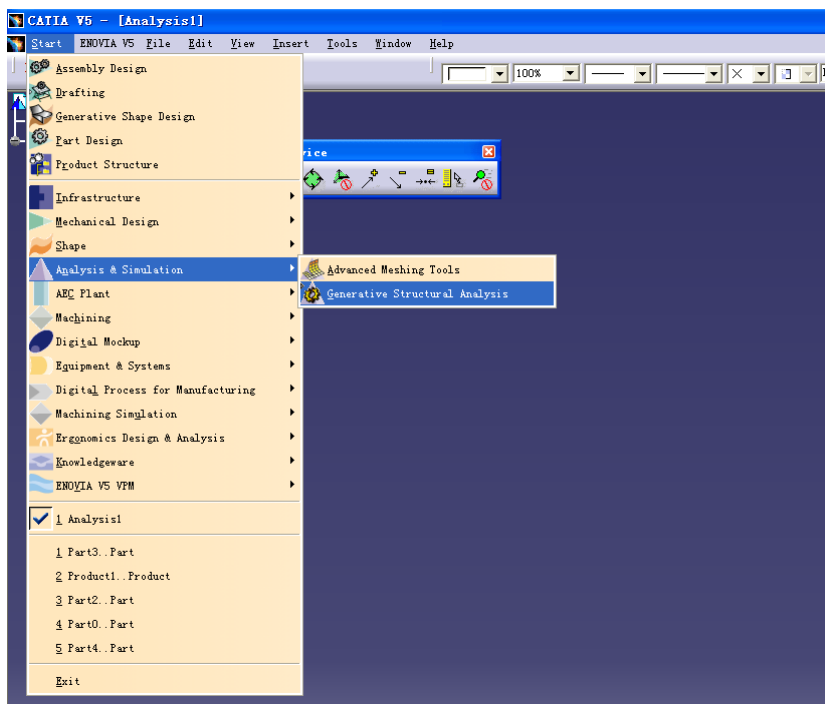 CATIA V5 - [Analysis1]
Start ENOVIA V5 File Edit View Insert Tools Window Help
100%
Assembly Design
Drafting
Generative Shape Design
Part Design
Product Structure
Infrastructure
Mechanical Design
Shape
Analysis & Simulation
Advanced Meshing Tools
AEC Plant
Generative Structural Analysis
Machining
Digital Mockup
Equipment & Systems
Digital Process for Manufacturing
Machining Simulation
Ergonomics Design & Analysis
Knowledgeware
ENOVIA V5 VPM
1 Analysis1
1 Part3..Part
2 Product1..Product
3 Part2..Part
4 Part0..Part
5 Part4..Part
Exit